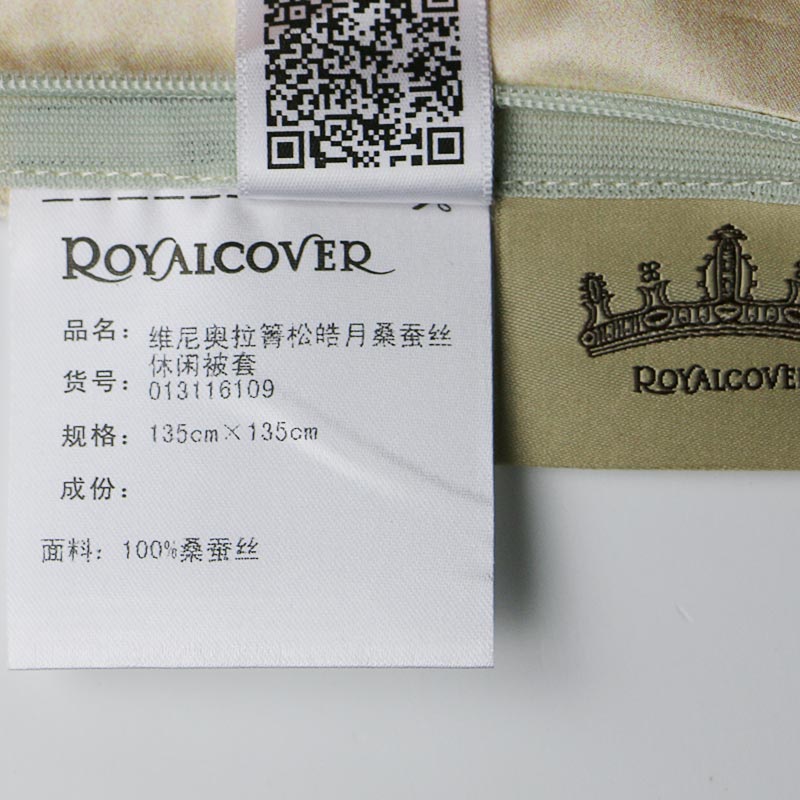 ROYALCOVER
品名：维尼奥拉箐松皓月桑蚕丝
休闲被套
货号：013116109
规格：135cm×135cm
成份：
面料：100%桑蚕丝
ROYALCOVE